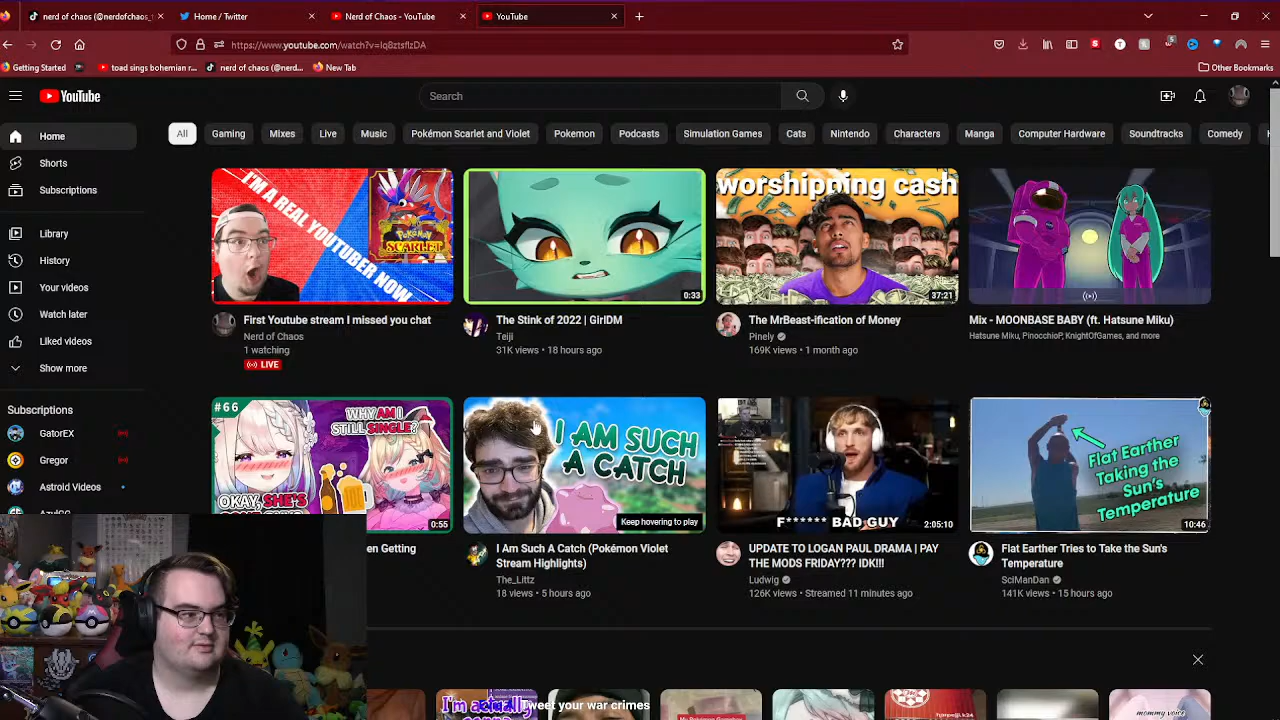 nerd of chaos (@nerdofchaos_
Home / Twitter
Nerd of Chaos - YouTube
YouTube
https://www.youtube.com/watch?v=Iq8ztsflzDA
Getting Started
toad sings bohemian r...
nerd of chaos (@nerd...
New Tab
Other Bookmarks
YouTube
Search
Home
Shorts
Subscriptions
Library
History
Your videos
Watch later
Liked videos
Show more
Subscriptions
GatorEX
Gregor
Astroid Videos
All
Gaming
Mixes
Live
Music
Pokémon Scarlet and Violet
Pokemon
Podcasts
Simulation Games
Cats
Nintendo
Characters
Manga
Computer Hardware
Soundtracks
Comedy
I'M A REAL YOUTUBER NOW
POKÉMON
SCARLET
First Youtube stream I missed you chat
Nerd of Chaos
1 watching
LIVE
0:33
The Stink of 2022 | GirlDM
Teiji
31K views • 18 hours ago
worshipping cash
37:21
The MrBeast-ification of Money
Pinely
169K views • 1 month ago
Mix - MOONBASE BABY (ft. Hatsune Miku)
Hatsune Miku, PinocchioP, KnightOfGames, and more
#66
WHY AM I
STILL SINGLE?
OKAY, SHE'S
0:55
en Getting
I AM SUCH
A CATCH
Keep hovering to play
I Am Such A Catch (Pokémon Violet
Stream Highlights)
The_Littz
18 views • 5 hours ago
F****** BAD GUY
2:05:10
UPDATE TO LOGAN PAUL DRAMA | PAY
THE MODS FRIDAY??? IDK!!!
Ludwig
126K views • Streamed 11 minutes ago
Flat Earther
Taking the
Sun's
Temperature
10:46
Flat Earther Tries to Take the Sun's
Temperature
SciManDan
141K views • 15 hours ago
I'm actually
Tweet your war crimes
mommy voice